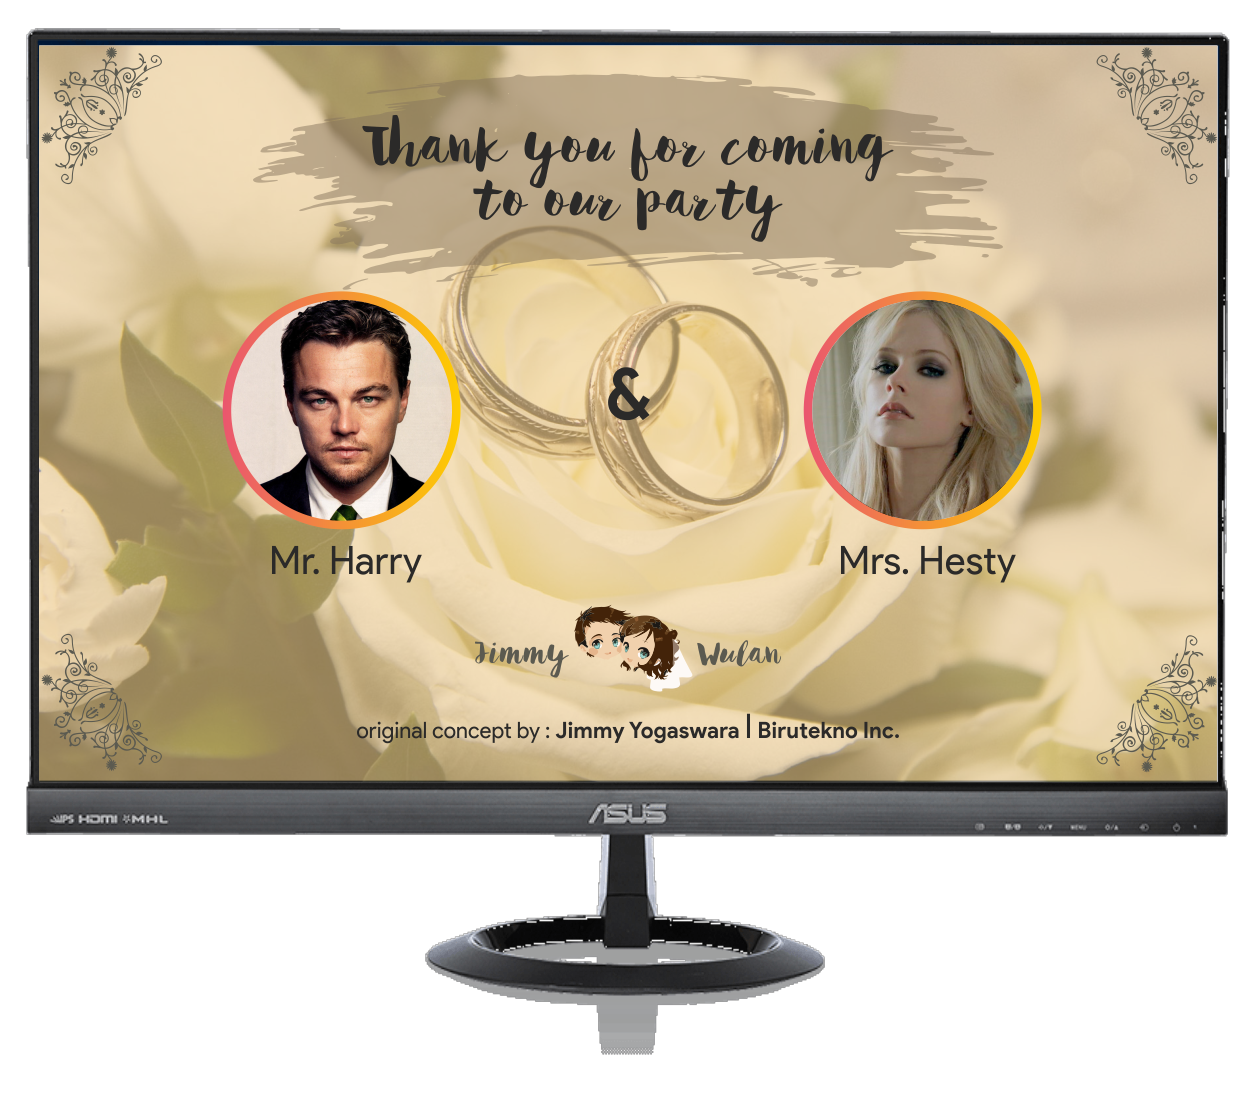 Thank you for coming
to our party
&
Mr. Harry
Mrs. Hesty
Jimmy Wulan
original concept by : Jimmy Yogaswara | Birutekno Inc.
IPS HDMI MHL
ASUS
MENU